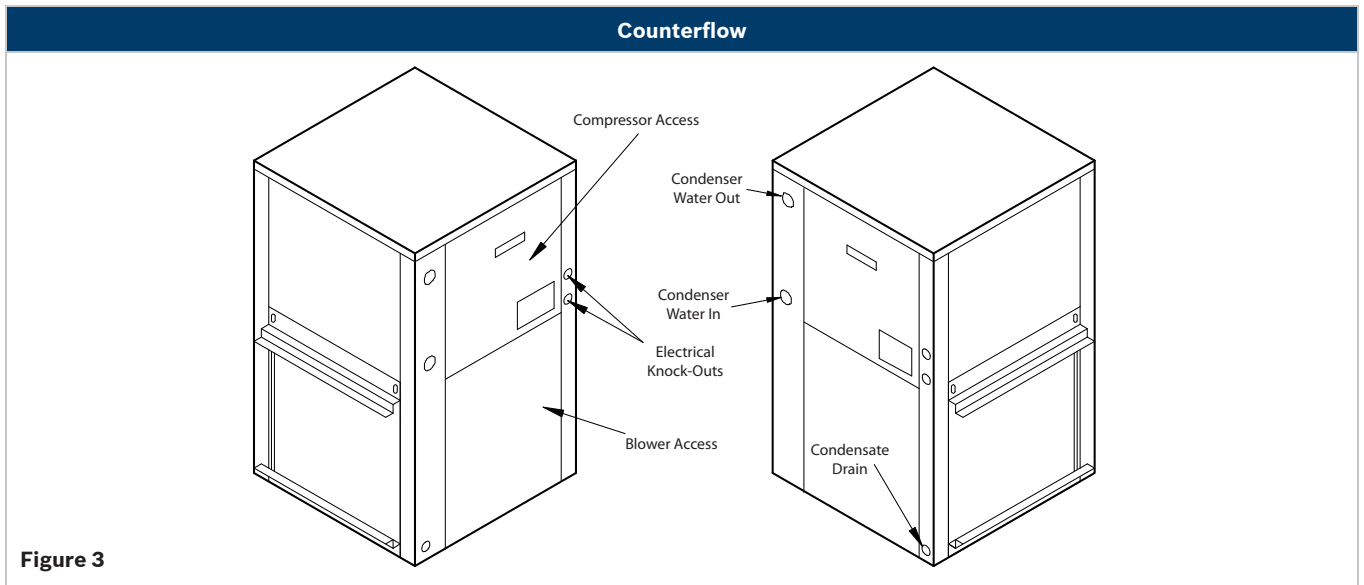 Counterflow
Compressor Access
Condenser
Water Out
Condenser
Water In
Electrical
Knock-Outs
Blower Access
Condensate
Drain
Figure 3